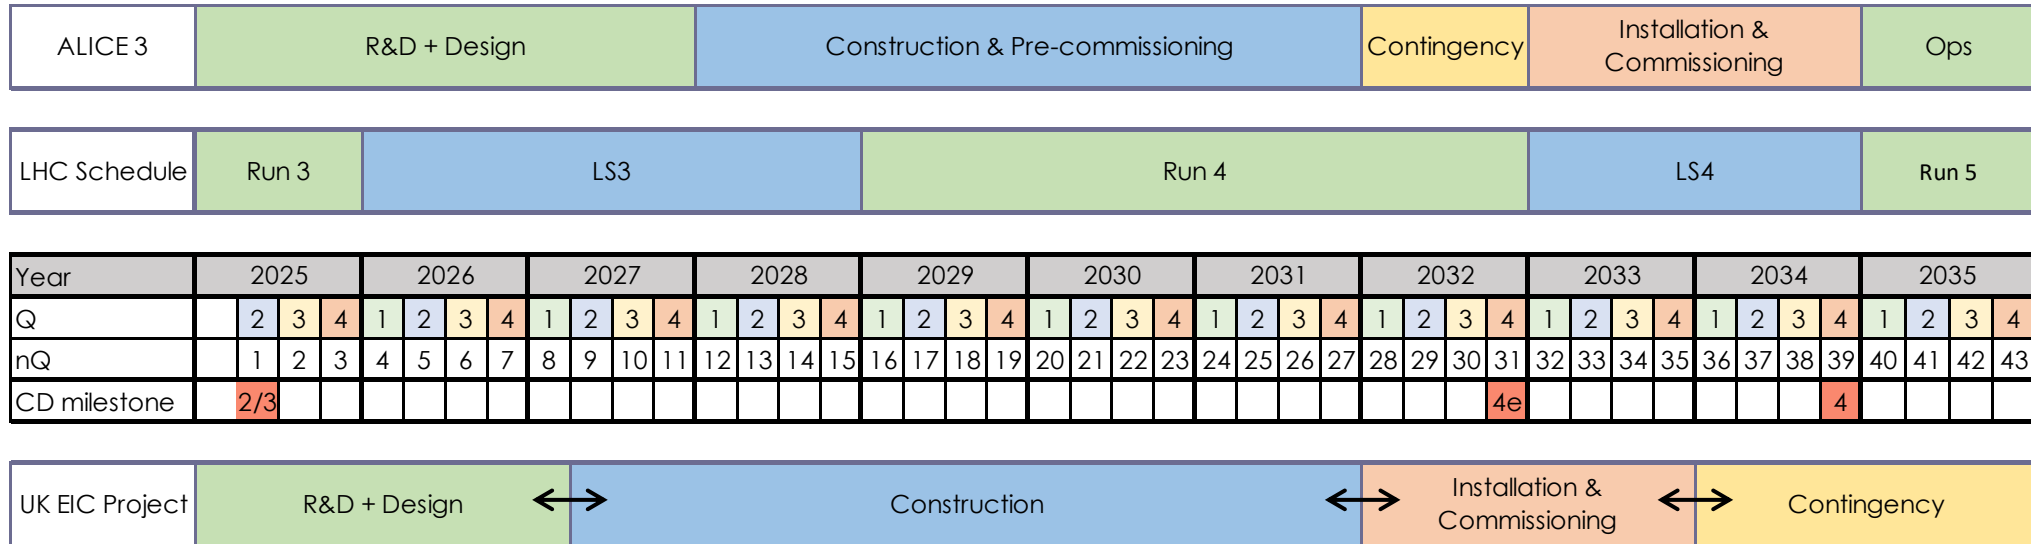 ALICE 3 R&D + Design Construction & Pre-commissioning Contingency Installation & Commissioning Ops
LHC Schedule Run 3 LS3 Run 4 LS4 Run 5
Year 2025 2026 2027 2028 2029 2030 2031 2032 2033 2034 2035
Q 2 3 4 1 2 3 4 1 2 3 4 1 2 3 4 1 2 3 4 1 2 3 4 1 2 3 4 1 2 3 4 1 2 3 4 1 2 3 4 1 2 3 4
nQ 1 2 3 4 5 6 7 8 9 10 11 12 13 14 15 16 17 18 19 20 21 22 23 24 25 26 27 28 29 30 31 32 33 34 35 36 37 38 39 40 41 42 43
CD milestone 2/3 4e 4
UK EIC Project R&D + Design Construction Installation & Commissioning Contingency